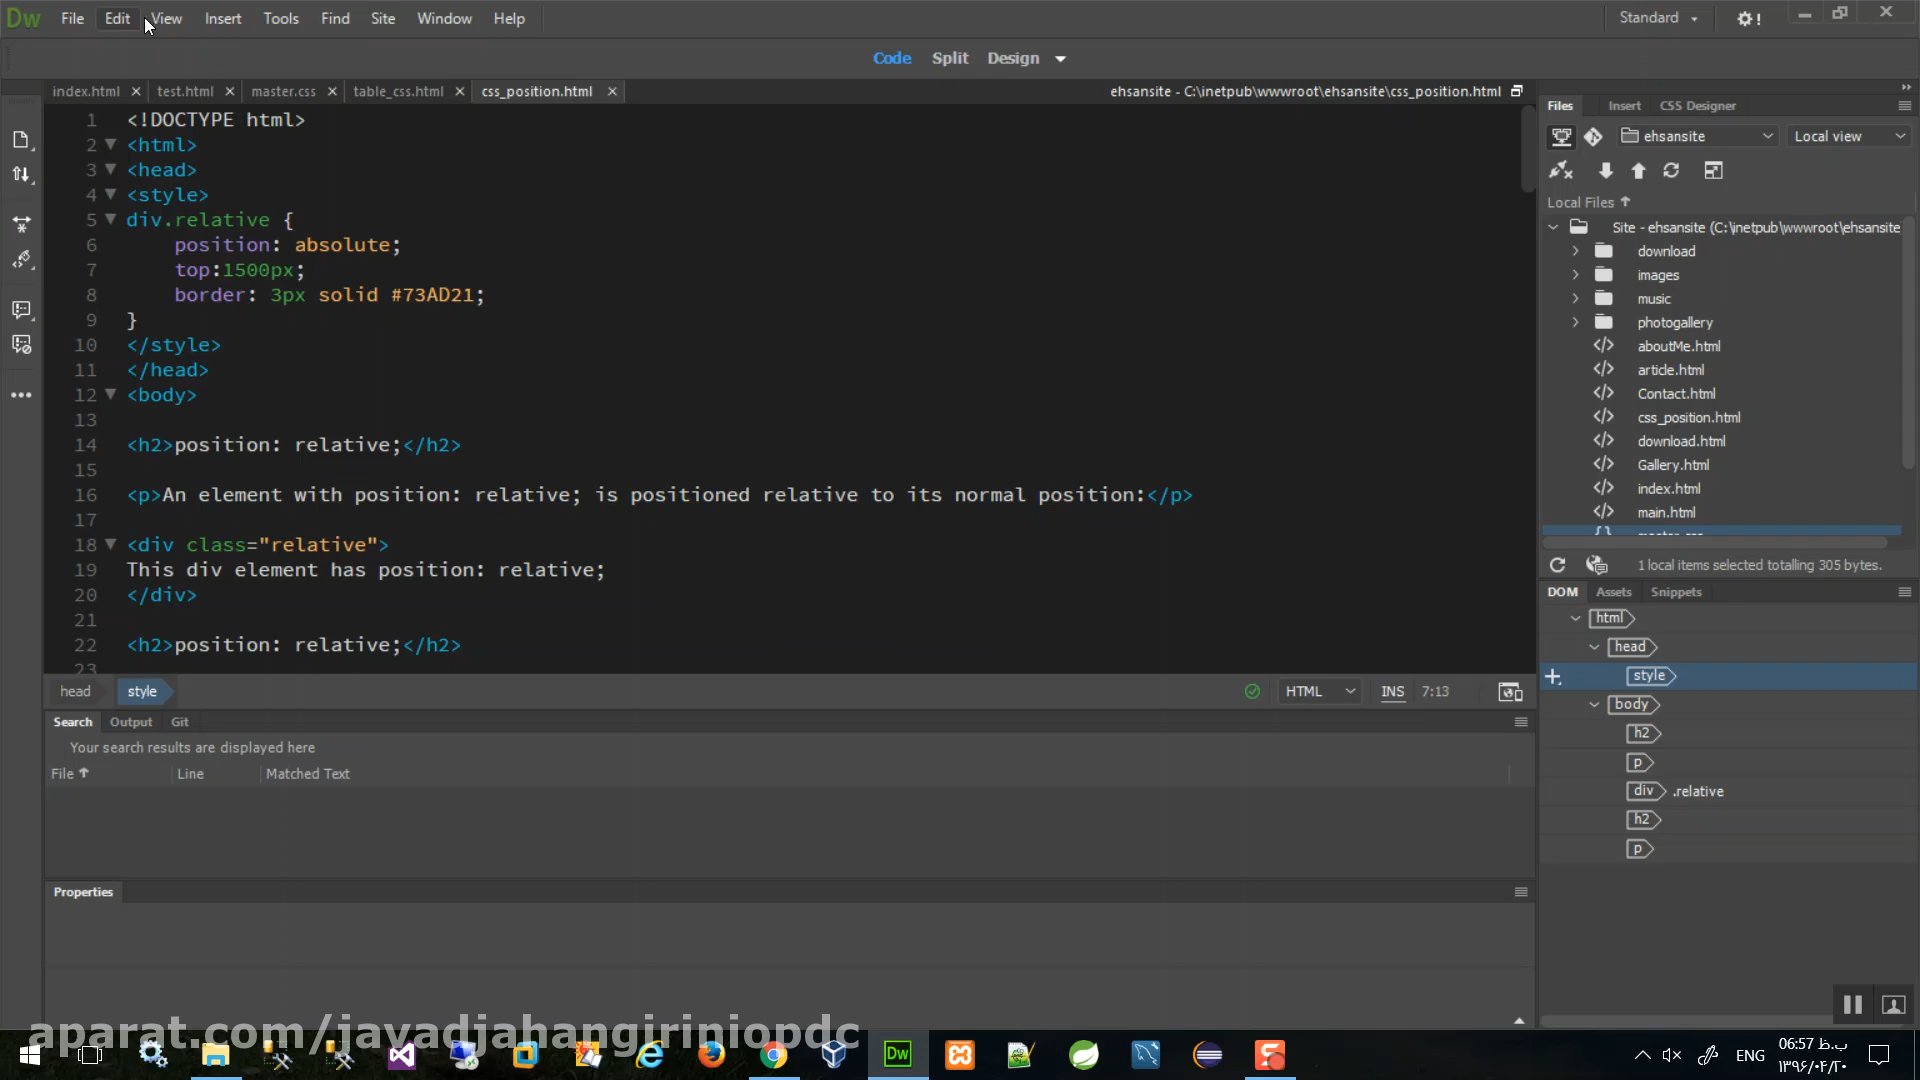 Dw File Edit View Insert Tools Find Site Window Help Standard
Code Split Design
index.html test.html master.css table_css.html css_position.html ehsansite - C:\inetpub\wwwroot\ehsansite\css_position.html
1 <!DOCTYPE html>
2 <html>
3 <head>
4 <style>
5 div.relative {
6 position: absolute;
7 top:1500px;
8 border: 3px solid #73AD21;
9 }
10 </style>
11 </head>
12 <body>
13
14 <h2>position: relative;</h2>
15
16 <p>An element with position: relative; is positioned relative to its normal position:</p>
17
18 <div class="relative">
19 This div element has position: relative;
20 </div>
21
22 <h2>position: relative;</h2>
23
head style HTML INS 7:13
Search Output Git
Your search results are displayed here
File Line Matched Text
Properties
Files Insert CSS Designer
ehsansite Local view
Local Files
Site - ehsansite (C:\inetpub\wwwroot\ehsansite
download
images
music
photogallery
aboutMe.html
article.html
Contact.html
css_position.html
download.html
Gallery.html
index.html
main.html
master.css
1 local items selected totalling 305 bytes.
DOM Assets Snippets
html
head
style
body
h2
p
div .relative
h2
p
aparat.com/javadjahangiriniopdc
Dw
ENG
06:57 ب.ظ
۱۳۹۶/۰۴/۲۰